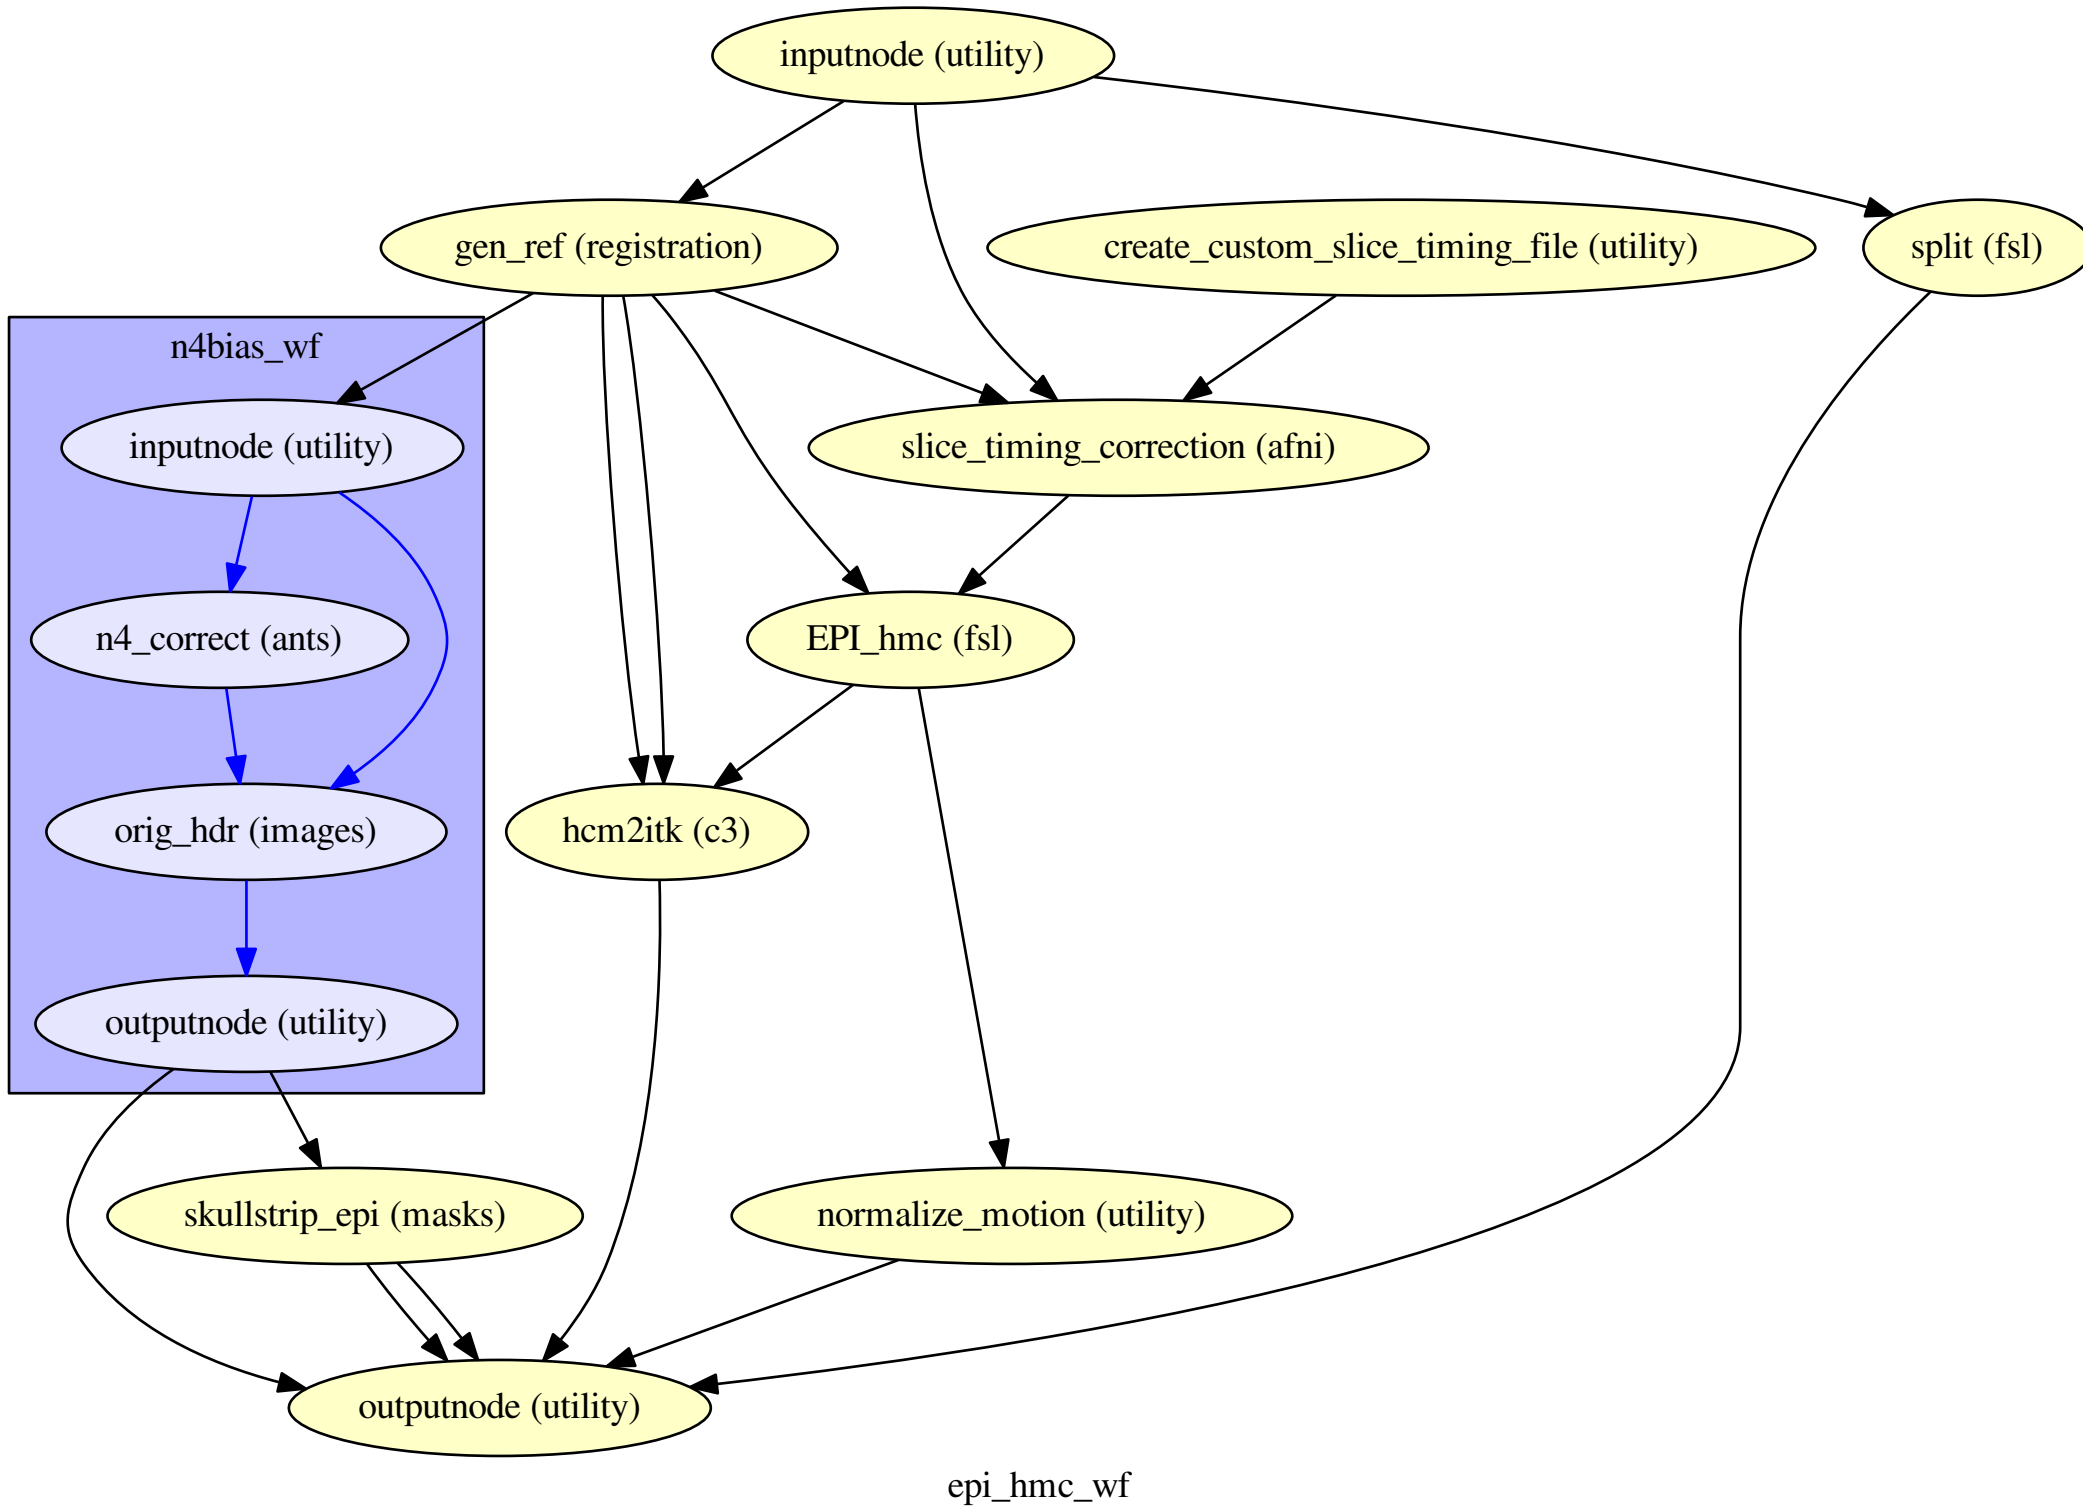 inputnode (utility)
gen_ref (registration)
create_custom_slice_timing_file (utility)
split (fsl)
n4bias_wf
inputnode (utility)
slice_timing_correction (afni)
n4_correct (ants)
EPI_hmc (fsl)
orig_hdr (images)
hcm2itk (c3)
outputnode (utility)
skullstrip_epi (masks)
normalize_motion (utility)
outputnode (utility)
epi_hmc_wf